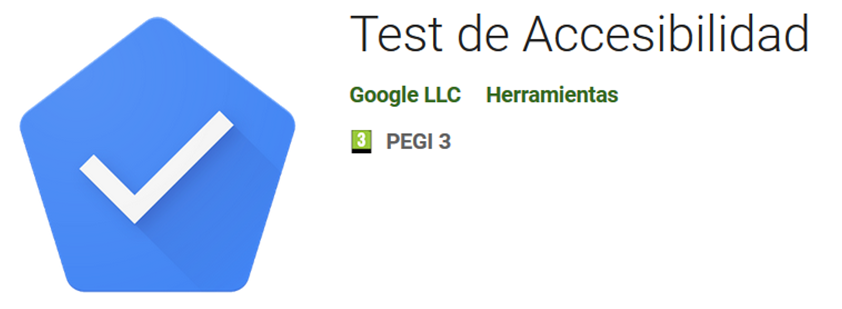 Test de Accesibilidad
Google LLC Herramientas
3 PEGI 3